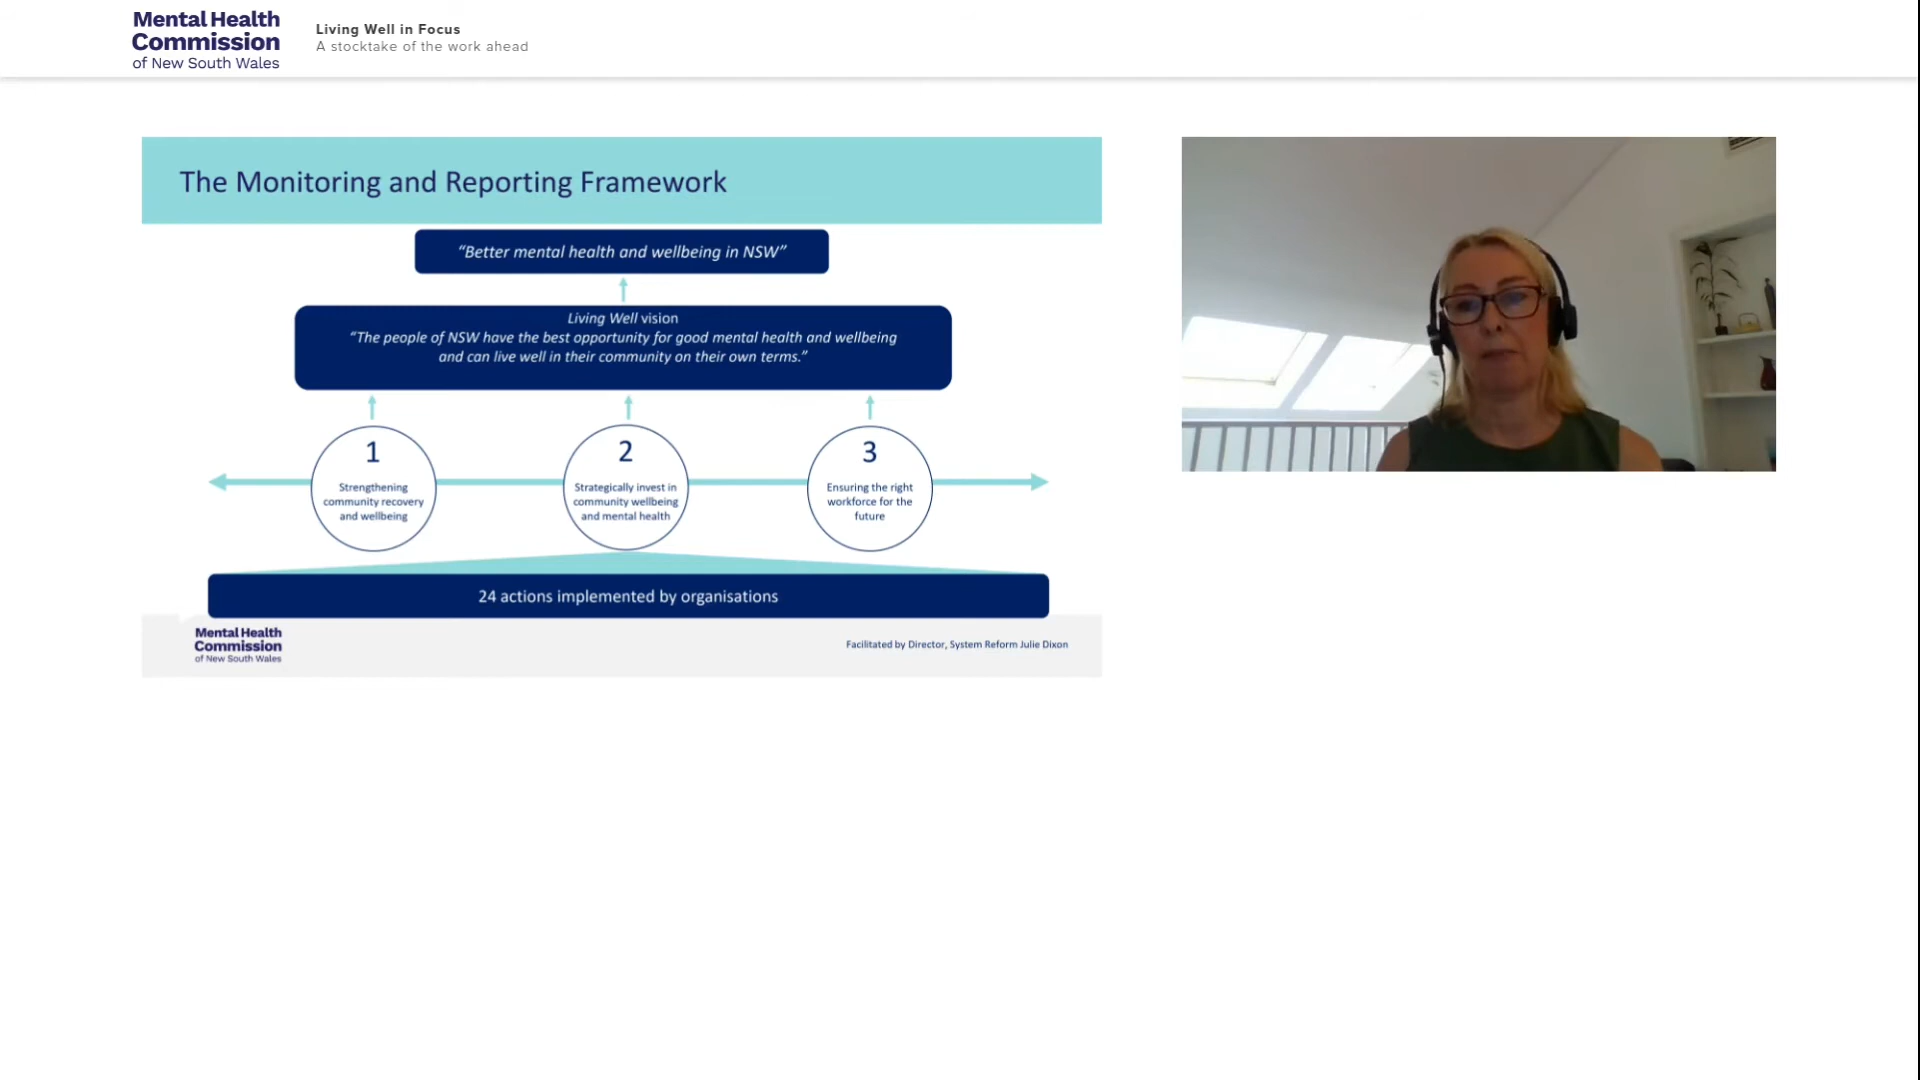 Mental Health
Commission
of New South Wales
Living Well in Focus
A stocktake of the work ahead
The Monitoring and Reporting Framework
“Better mental health and wellbeing in NSW”
Living Well vision
“The people of NSW have the best opportunity for good mental health and wellbeing
and can live well in their community on their own terms.”
1
Strengthening
community recovery
and wellbeing
2
Strategically invest in
community wellbeing
and mental health
3
Ensuring the right
workforce for the
future
24 actions implemented by organisations
Mental Health
Commission
of New South Wales
Facilitated by Director, System Reform Julie Dixon